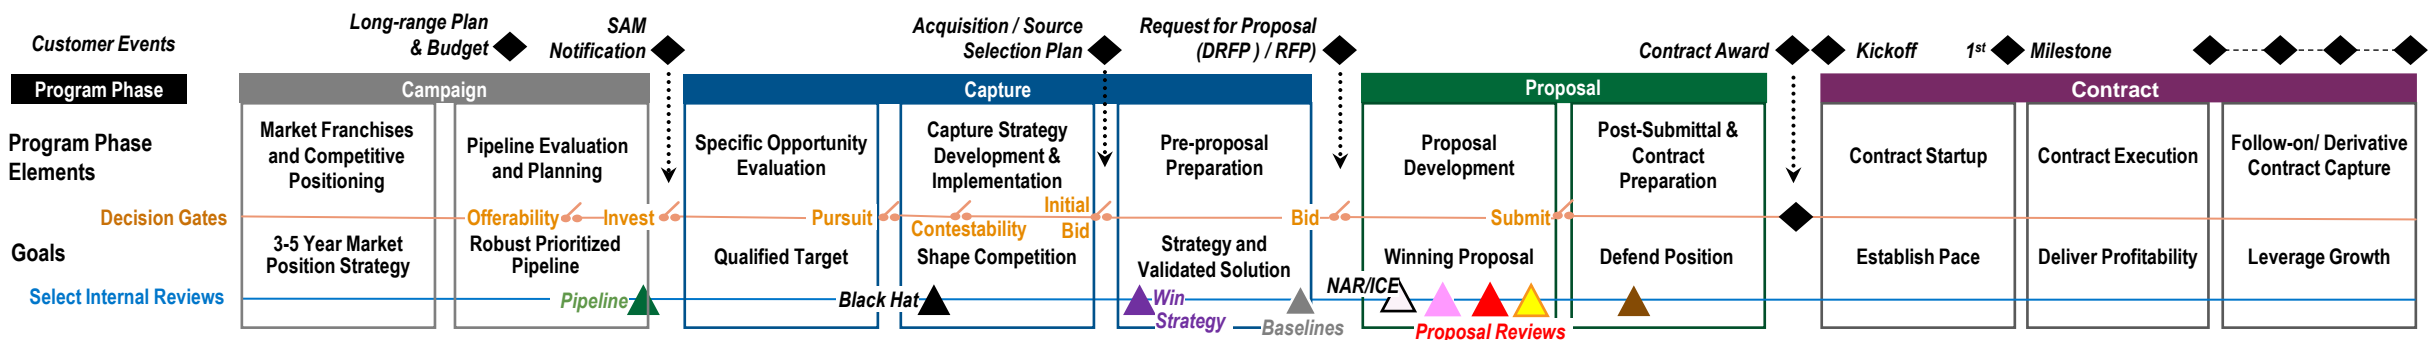 Customer Events
Long-range Plan
& Budget
SAM
Notification
Acquisition / Source
Selection Plan
Request for Proposal
(DRFP ) / RFP)
Contract Award
Kickoff
1st
Milestone
Program Phase
Campaign
Capture
Proposal
Contract
Program Phase
Elements
Market Franchises
and Competitive
Positioning
Pipeline Evaluation
and Planning
Specific Opportunity
Evaluation
Capture Strategy
Development &
Implementation
Pre-proposal
Preparation
Proposal
Development
Post-Submittal &
Contract
Preparation
Contract Startup
Contract Execution
Follow-on/ Derivative
Contract Capture
Decision Gates
Offerability
Invest
Pursuit
Contestability
Initial
Bid
Bid
Submit
Goals
3-5 Year Market
Position Strategy
Robust Prioritized
Pipeline
Qualified Target
Shape Competition
Strategy and
Validated Solution
Winning Proposal
Defend Position
Establish Pace
Deliver Profitability
Leverage Growth
Select Internal Reviews
Pipeline
Black Hat
Win
Strategy
Baselines
NAR/ICE
Proposal Reviews